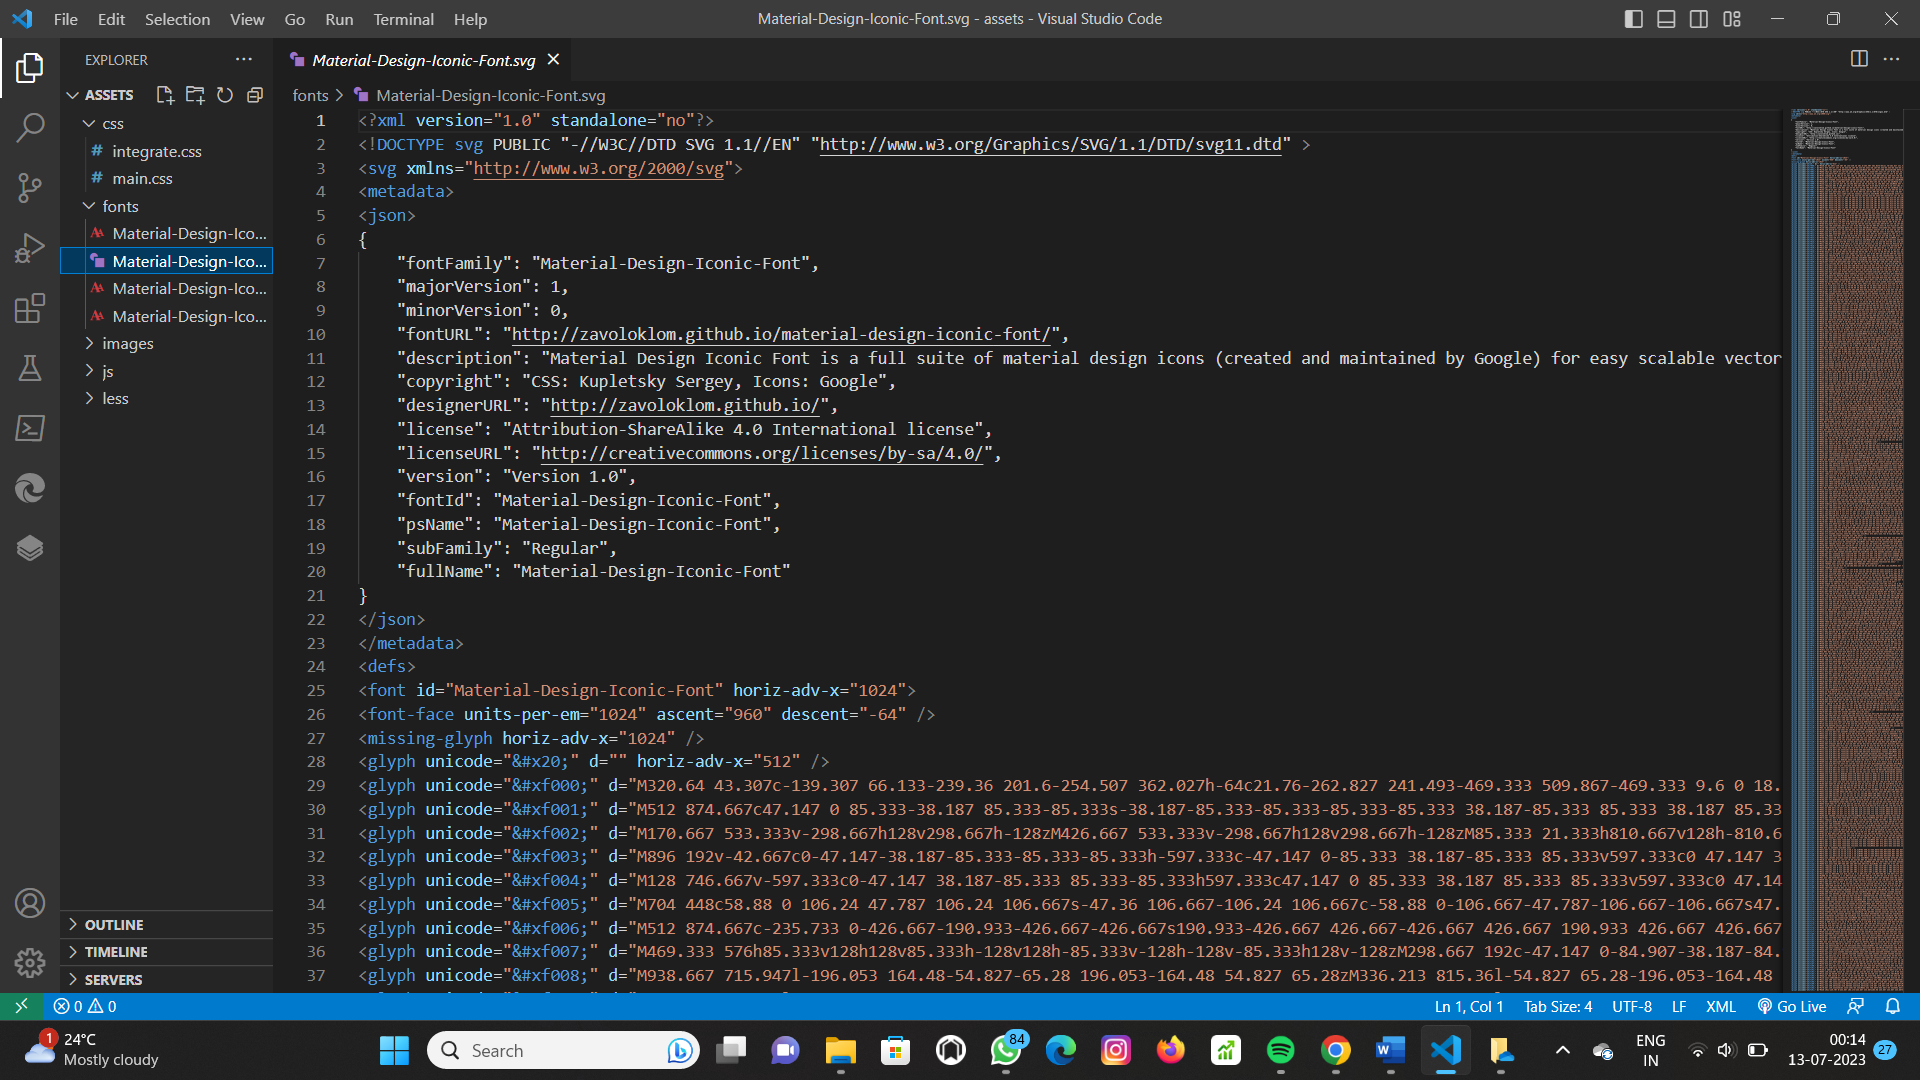 File Edit Selection View Go Run Terminal Help
Material-Design-Iconic-Font.svg - assets - Visual Studio Code
EXPLORER
ASSETS
css
integrate.css
main.css
fonts
Material-Design-Ico...
Material-Design-Ico...
Material-Design-Ico...
Material-Design-Ico...
images
js
less
OUTLINE
TIMELINE
SERVERS
Material-Design-Iconic-Font.svg
fonts > Material-Design-Iconic-Font.svg
1 <?xml version="1.0" standalone="no"?>
2 <!DOCTYPE svg PUBLIC "-//W3C//DTD SVG 1.1//EN" "http://www.w3.org/Graphics/SVG/1.1/DTD/svg11.dtd" >
3 <svg xmlns="http://www.w3.org/2000/svg">
4 <metadata>
5 <json>
6 {
7 "fontFamily": "Material-Design-Iconic-Font",
8 "majorVersion": 1,
9 "minorVersion": 0,
10 "fontURL": "http://zavoloklom.github.io/material-design-iconic-font/",
11 "description": "Material Design Iconic Font is a full suite of material design icons (created and maintained by Google) for easy scalable vector
12 "copyright": "CSS: Kupletsky Sergey, Icons: Google",
13 "designerURL": "http://zavoloklom.github.io/",
14 "license": "Attribution-ShareAlike 4.0 International license",
15 "licenseURL": "http://creativecommons.org/licenses/by-sa/4.0/",
16 "version": "Version 1.0",
17 "fontId": "Material-Design-Iconic-Font",
18 "psName": "Material-Design-Iconic-Font",
19 "subFamily": "Regular",
20 "fullName": "Material-Design-Iconic-Font"
21 }
22 </json>
23 </metadata>
24 <defs>
25 <font id="Material-Design-Iconic-Font" horiz-adv-x="1024">
26 <font-face units-per-em="1024" ascent="960" descent="-64" />
27 <missing-glyph horiz-adv-x="1024" />
28 <glyph unicode="&#x20;" d="" horiz-adv-x="512" />
29 <glyph unicode="&#xf000;" d="M320.64 43.307c-139.307 66.133-239.36 201.6-254.507 362.027h-64c21.76-262.827 241.493-469.333 509.867-469.333 9.6 0 18.
30 <glyph unicode="&#xf001;" d="M512 874.667c47.147 0 85.333-38.187 85.333-85.333s-38.187-85.333-85.333-85.333-85.333 38.187-85.333 85.333 38.187 85.33
31 <glyph unicode="&#xf002;" d="M170.667 533.333v-298.667h128v298.667h-128zM426.667 533.333v-298.667h128v298.667h-128zM85.333 21.333h810.667v128h-810.6
32 <glyph unicode="&#xf003;" d="M896 192v-42.667c0-47.147-38.187-85.333-85.333-85.333h-597.333c-47.147 0-85.333 38.187-85.333 85.333v597.333c0 47.147 3
33 <glyph unicode="&#xf004;" d="M128 746.667v-597.333c0-47.147 38.187-85.333 85.333-85.333h597.333c47.147 0 85.333 38.187 85.333 85.333v597.333c0 47.14
34 <glyph unicode="&#xf005;" d="M704 448c58.88 0 106.24 47.787 106.24 106.667s-47.36 106.667-106.24 106.667c-58.88 0-106.667-47.787-106.667-106.667s47.
35 <glyph unicode="&#xf006;" d="M512 874.667c-235.733 0-426.667-190.933-426.667-426.667s190.933-426.667 426.667-426.667 426.667 190.933 426.667 426.667
36 <glyph unicode="&#xf007;" d="M469.333 576h85.333v128h128v85.333h-128v128h-85.333v-128h-128v-85.333h128v-128zM298.667 192c-47.147 0-84.907-38.187-84.
37 <glyph unicode="&#xf008;" d="M938.667 715.947l-196.053 164.48-54.827-65.28 196.053-164.48 54.827 65.28zM336.213 815.36l-54.827 65.28-196.053-164.48
0 0
Ln 1, Col 1 Tab Size: 4 UTF-8 LF XML Go Live
1
24°C
Mostly cloudy
Search
84
ENG
IN
00:14
13-07-2023
27